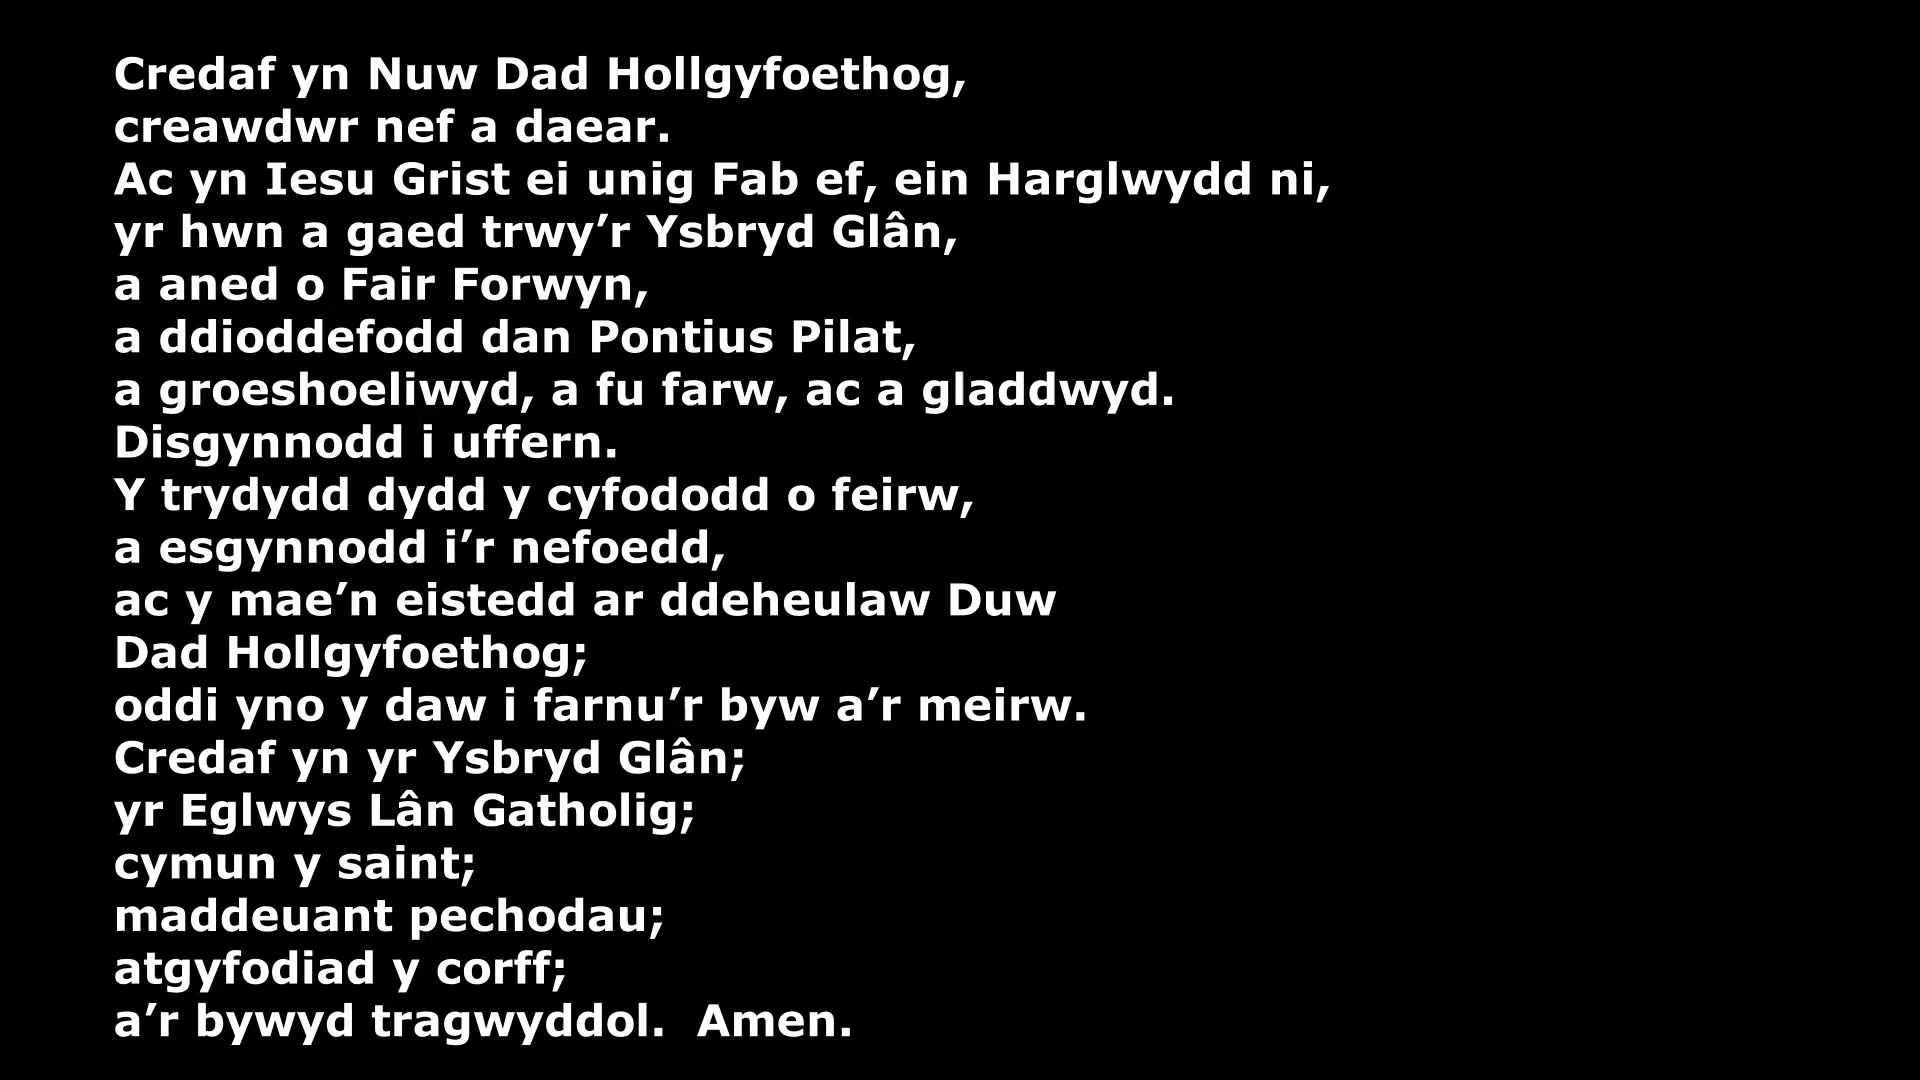 Credaf yn Nuw Dad Hollgyfoethog,
creawdwr nef a daear.
Ac yn Iesu Grist ei unig Fab ef, ein Harglwydd ni,
yr hwn a gaed trwy’r Ysbryd Glân,
a aned o Fair Forwyn,
a ddioddefodd dan Pontius Pilat,
a groeshoeliwyd, a fu farw, ac a gladdwyd.
Disgynnodd i uffern.
Y trydydd dydd y cyfododd o feirw,
a esgynnodd i’r nefoedd,
ac y mae’n eistedd ar ddeheulaw Duw
Dad Hollgyfoethog;
oddi yno y daw i farnu’r byw a’r meirw.
Credaf yn yr Ysbryd Glân;
yr Eglwys Lân Gatholig;
cymun y saint;
maddeuant pechodau;
atgyfodiad y corff;
a’r bywyd tragwyddol.  Amen.